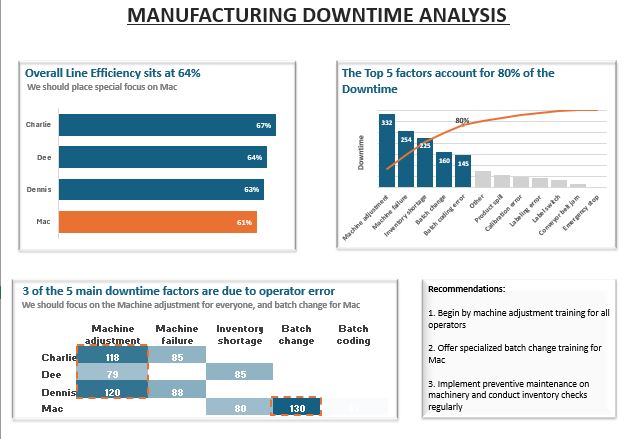 MANUFACTURING DOWNTIME ANALYSIS
Overall Line Efficiency sits at 64%
We should place special focus on Mac
Charlie 67%
Dee 64%
Dennis 63%
Mac 61%
The Top 5 factors account for 80% of the
Downtime
Downtime
80%
332
254
225
160
145
Machine adjustment
Machine failure
Inventory shortage
Batch change
Batch coding error
Other
Product spill
Calibration error
Labeling error
Label switch
Conveyor belt jam
Emergency stop
3 of the 5 main downtime factors are due to operator error
We should focus on the Machine adjustment for everyone, and batch change for Mac
Machine Machine Inventory Batch Batch
adjustment failure shortage change coding
Charlie 118 85
Dee 79 85
Dennis 120 88
Mac 80 130
Recommendations:
1. Begin by machine adjustment training for all
operators
2. Offer specialized batch change training for
Mac
3. Implement preventive maintenance on
machinery and conduct inventory checks
regularly